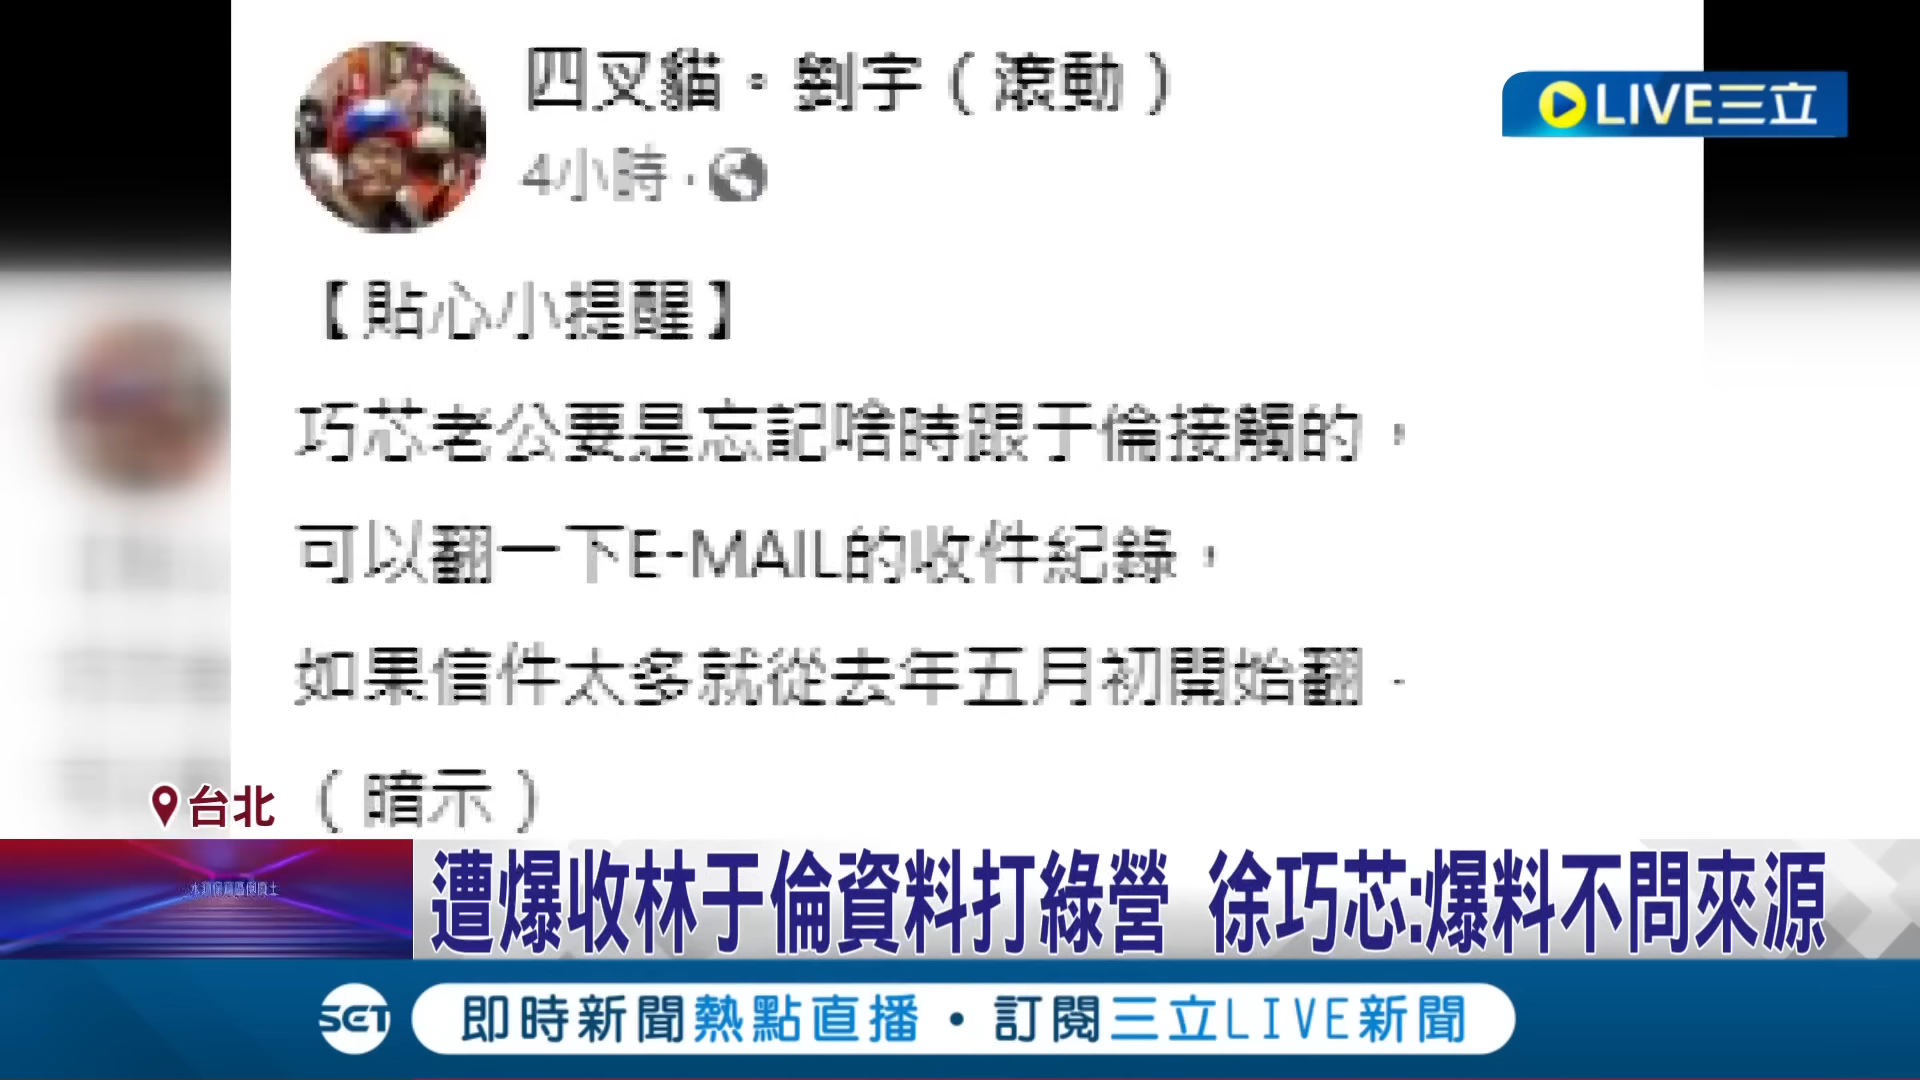 四叉貓・劉宇（滾動）
4小時・
LIVE三立
【貼心小提醒】
巧芯老公要是忘記啥時跟于倫接觸的，
可以翻一下E-MAIL的收件紀錄，
如果信件太多就從去年五月初開始翻．
（暗示）
台北
遭爆收林于倫資料打綠營 徐巧芯:爆料不問來源
SET
即時新聞熱點直播・訂閱三立LIVE新聞